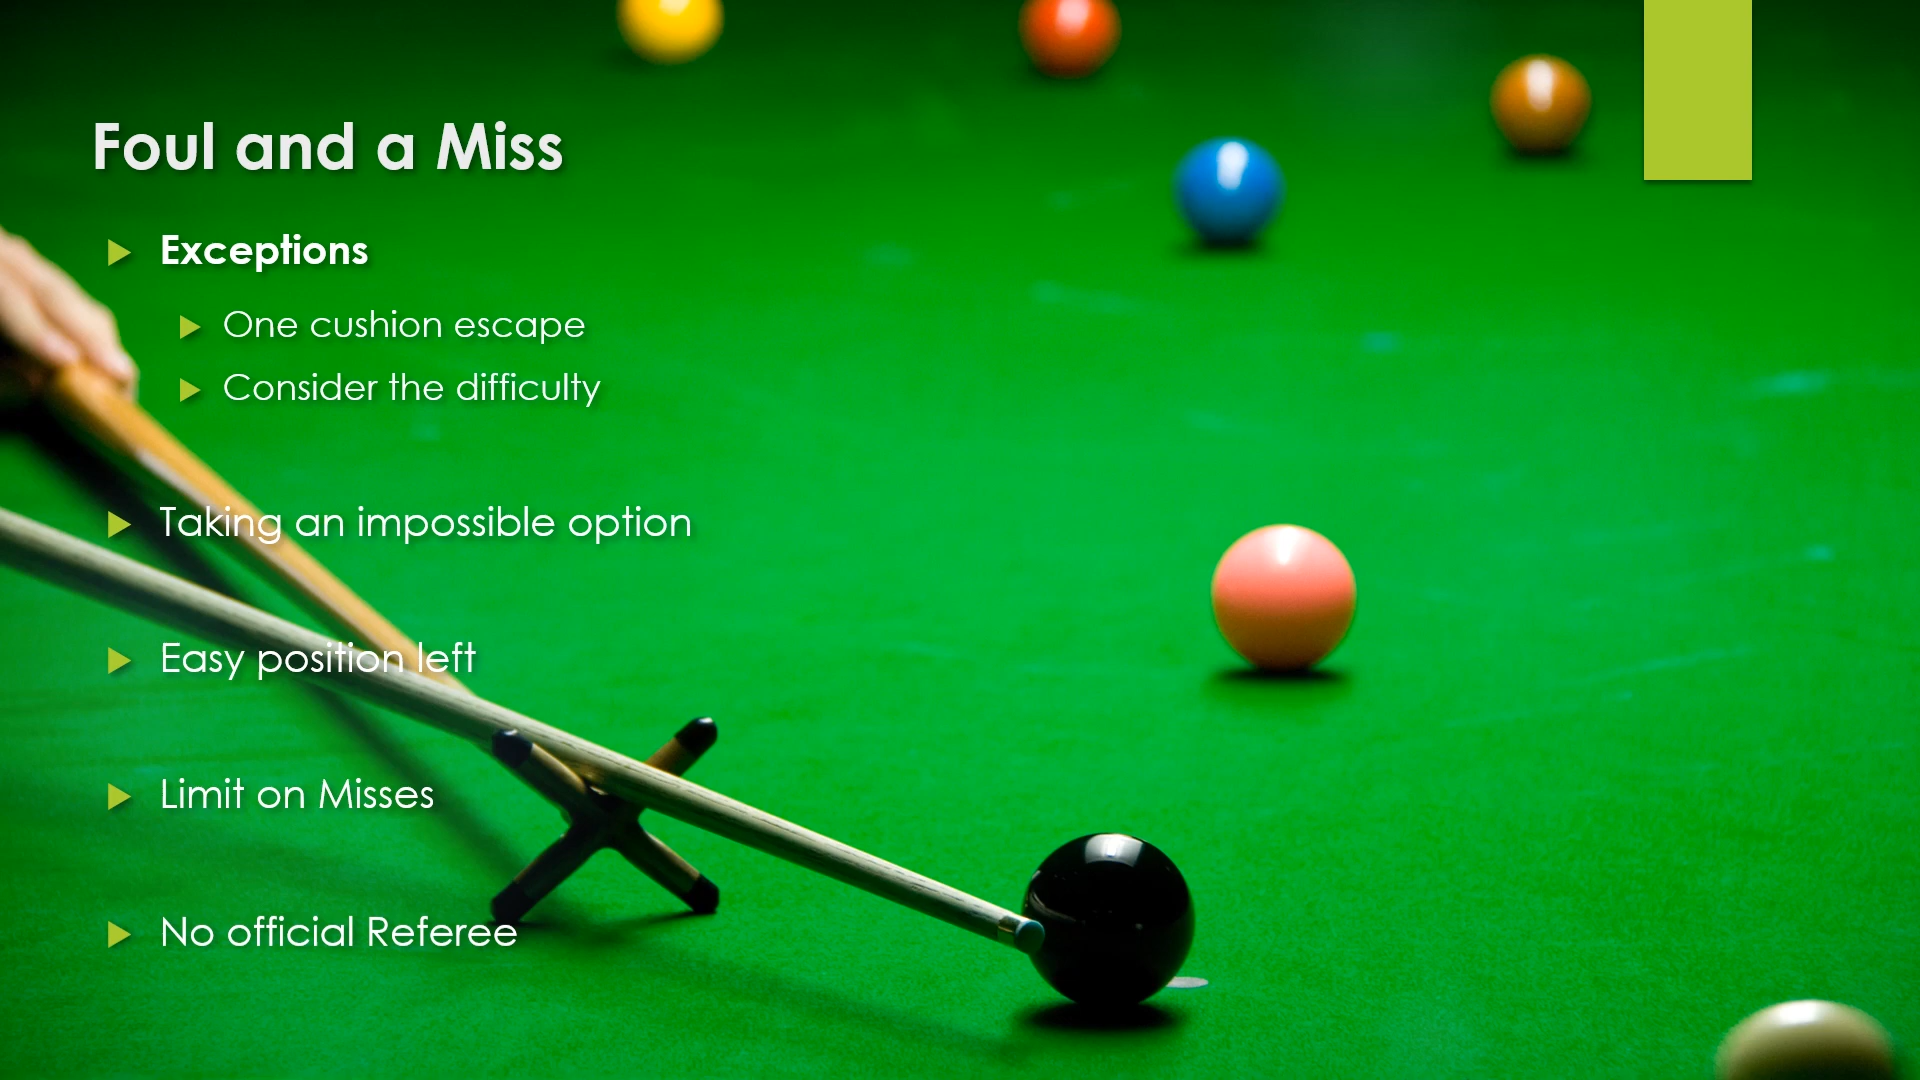 Foul and a Miss
Exceptions
One cushion escape
Consider the difficulty
Taking an impossible option
Easy position left
Limit on Misses
No official Referee